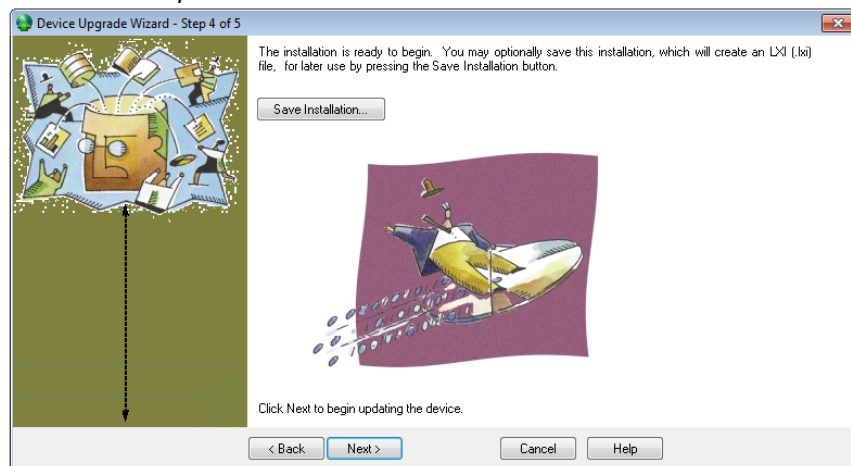 Device Upgrade Wizard - Step 4 of 5
The installation is ready to begin. You may optionally save this installation, which will create an LXI (.lxi)
file, for later use by pressing the Save Installation button.
Save Installation...
Click Next to begin updating the device.
< Back Next > Cancel Help